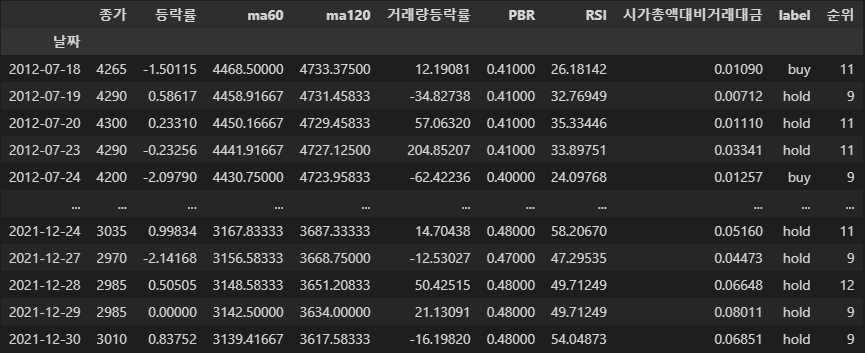 종가 등락률 ma60 ma120 거래량등락률 PBR RSI 시가총액대비거래대금 label 순위
날짜
2012-07-18 4265 -1.50115 4468.50000 4733.37500 12.19081 0.41000 26.18142 0.01090 buy 11
2012-07-19 4290 0.58617 4458.91667 4731.45833 -34.82738 0.41000 32.76949 0.00712 hold 9
2012-07-20 4300 0.23310 4450.16667 4729.45833 57.06320 0.41000 35.33446 0.01110 hold 11
2012-07-23 4290 -0.23256 4441.91667 4727.12500 204.85207 0.41000 33.89751 0.03341 hold 11
2012-07-24 4200 -2.09790 4430.75000 4723.95833 -62.42236 0.40000 24.09768 0.01257 buy 9
... ... ... ... ... ... ... ... ... ... ...
2021-12-24 3035 0.99834 3167.83333 3687.33333 14.70438 0.48000 58.20670 0.05160 hold 11
2021-12-27 2970 -2.14168 3156.58333 3668.75000 -12.53027 0.47000 47.29535 0.04473 hold 9
2021-12-28 2985 0.50505 3148.58333 3651.20833 50.42515 0.48000 49.71249 0.06648 hold 12
2021-12-29 2985 0.00000 3142.50000 3634.00000 21.13091 0.48000 49.71249 0.08011 hold 9
2021-12-30 3010 0.83752 3139.41667 3617.58333 -16.19820 0.48000 54.04873 0.06851 hold 9